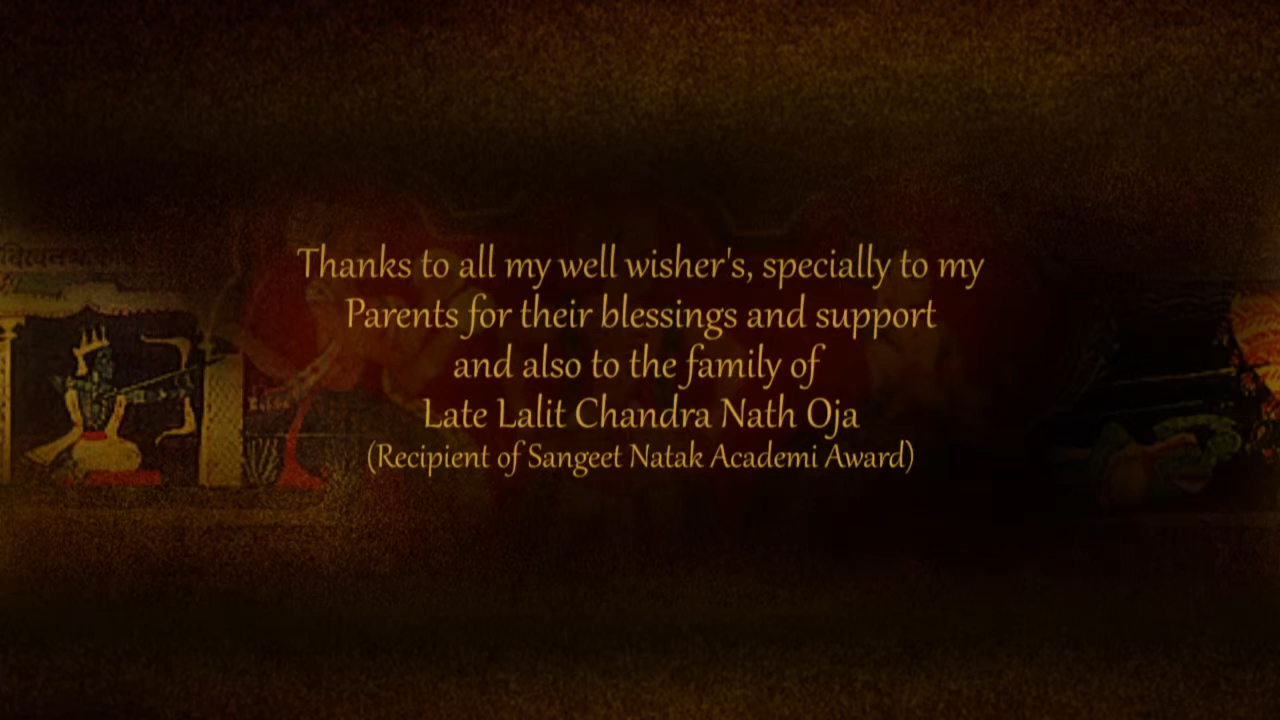 Thanks to all my well wisher's, specially to my
Parents for their blessings and support
and also to the family of
Late Lalit Chandra Nath Oja
(Recipient of Sangeet Natak Academi Award)